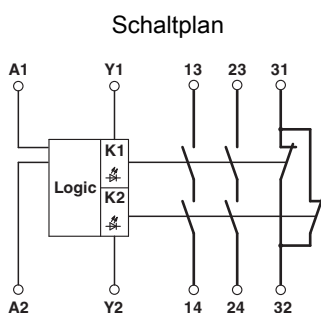 Schaltplan
A1 Y1 13 23 31
K1
Logic
K2
A2 Y2 14 24 32